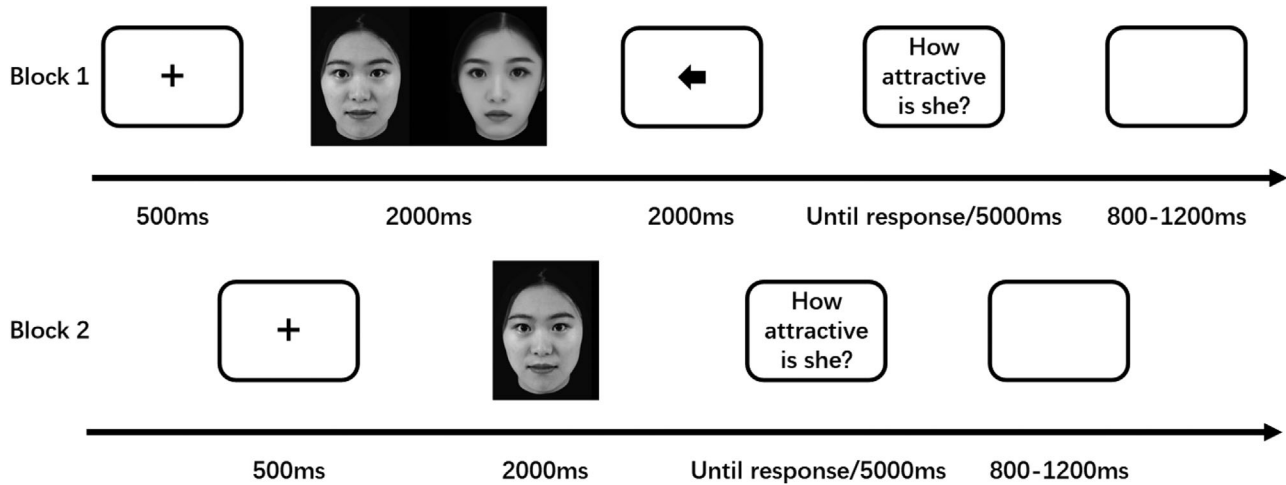 Block 1
+
How
attractive
is she?
500ms
2000ms
2000ms
Until response/5000ms
800-1200ms
Block 2
+
How
attractive
is she?
500ms
2000ms
Until response/5000ms
800-1200ms